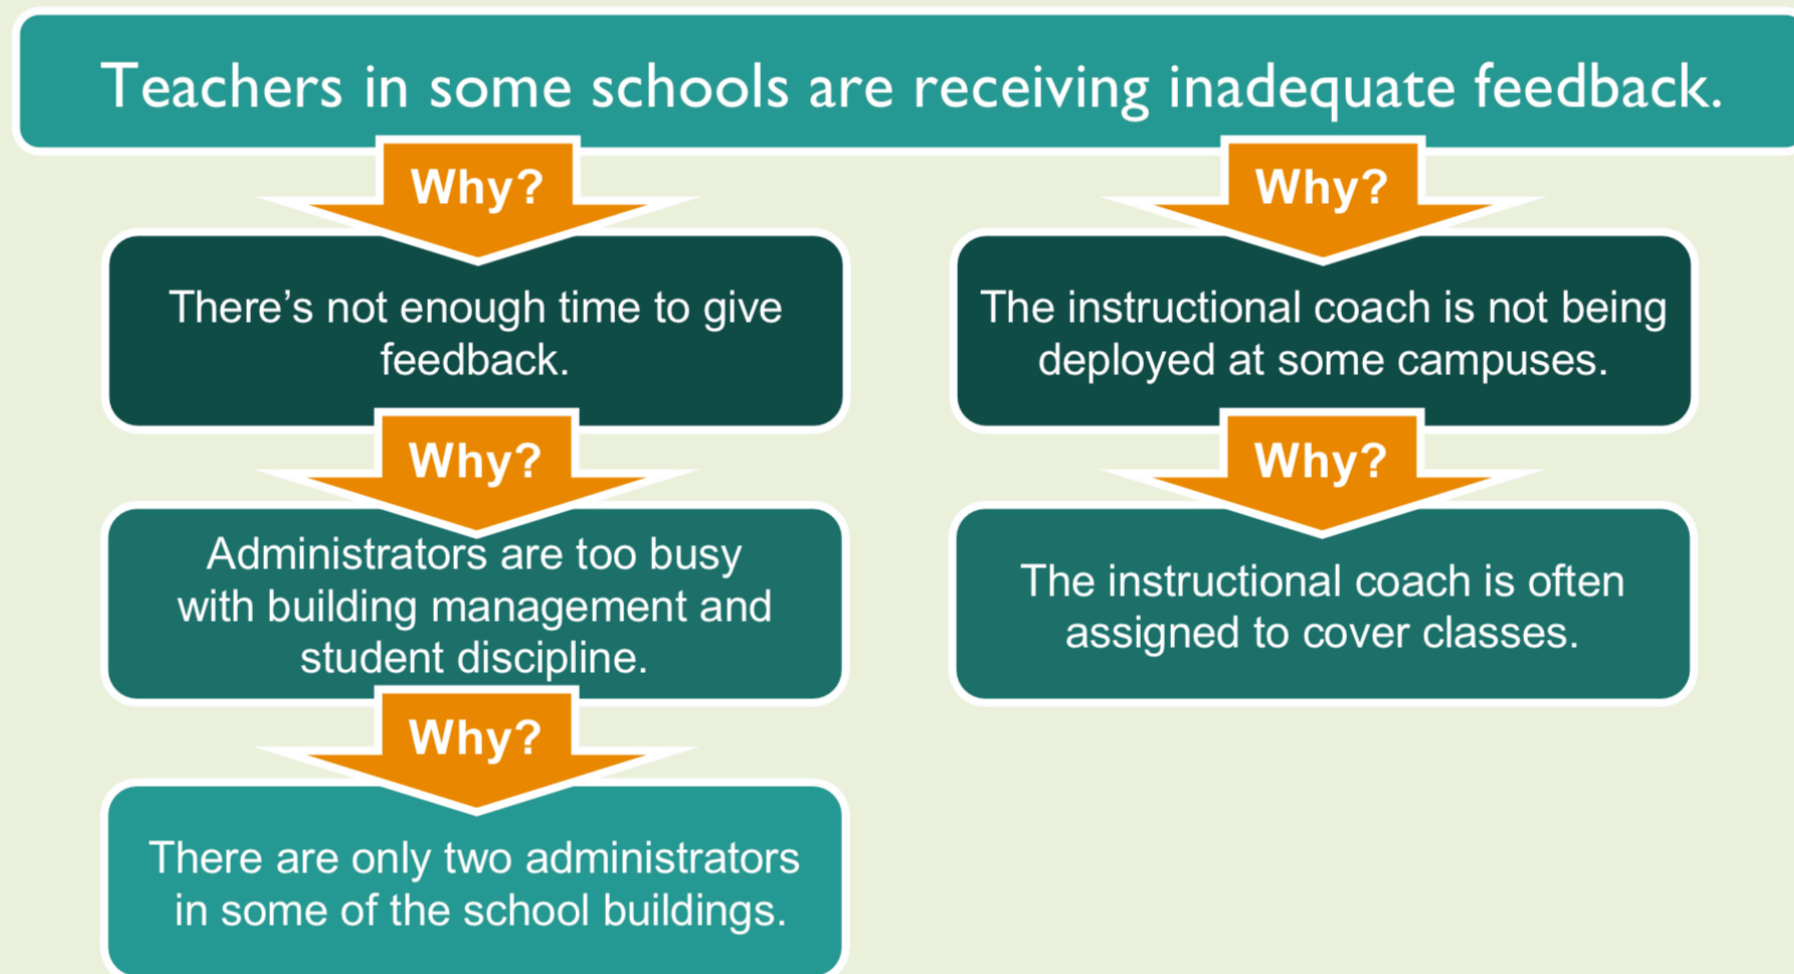 Teachers in some schools are receiving inadequate feedback.
Why?
There’s not enough time to give
feedback.
Why?
Administrators are too busy
with building management and
student discipline.
Why?
There are only two administrators
in some of the school buildings.
Why?
The instructional coach is not being
deployed at some campuses.
Why?
The instructional coach is often
assigned to cover classes.